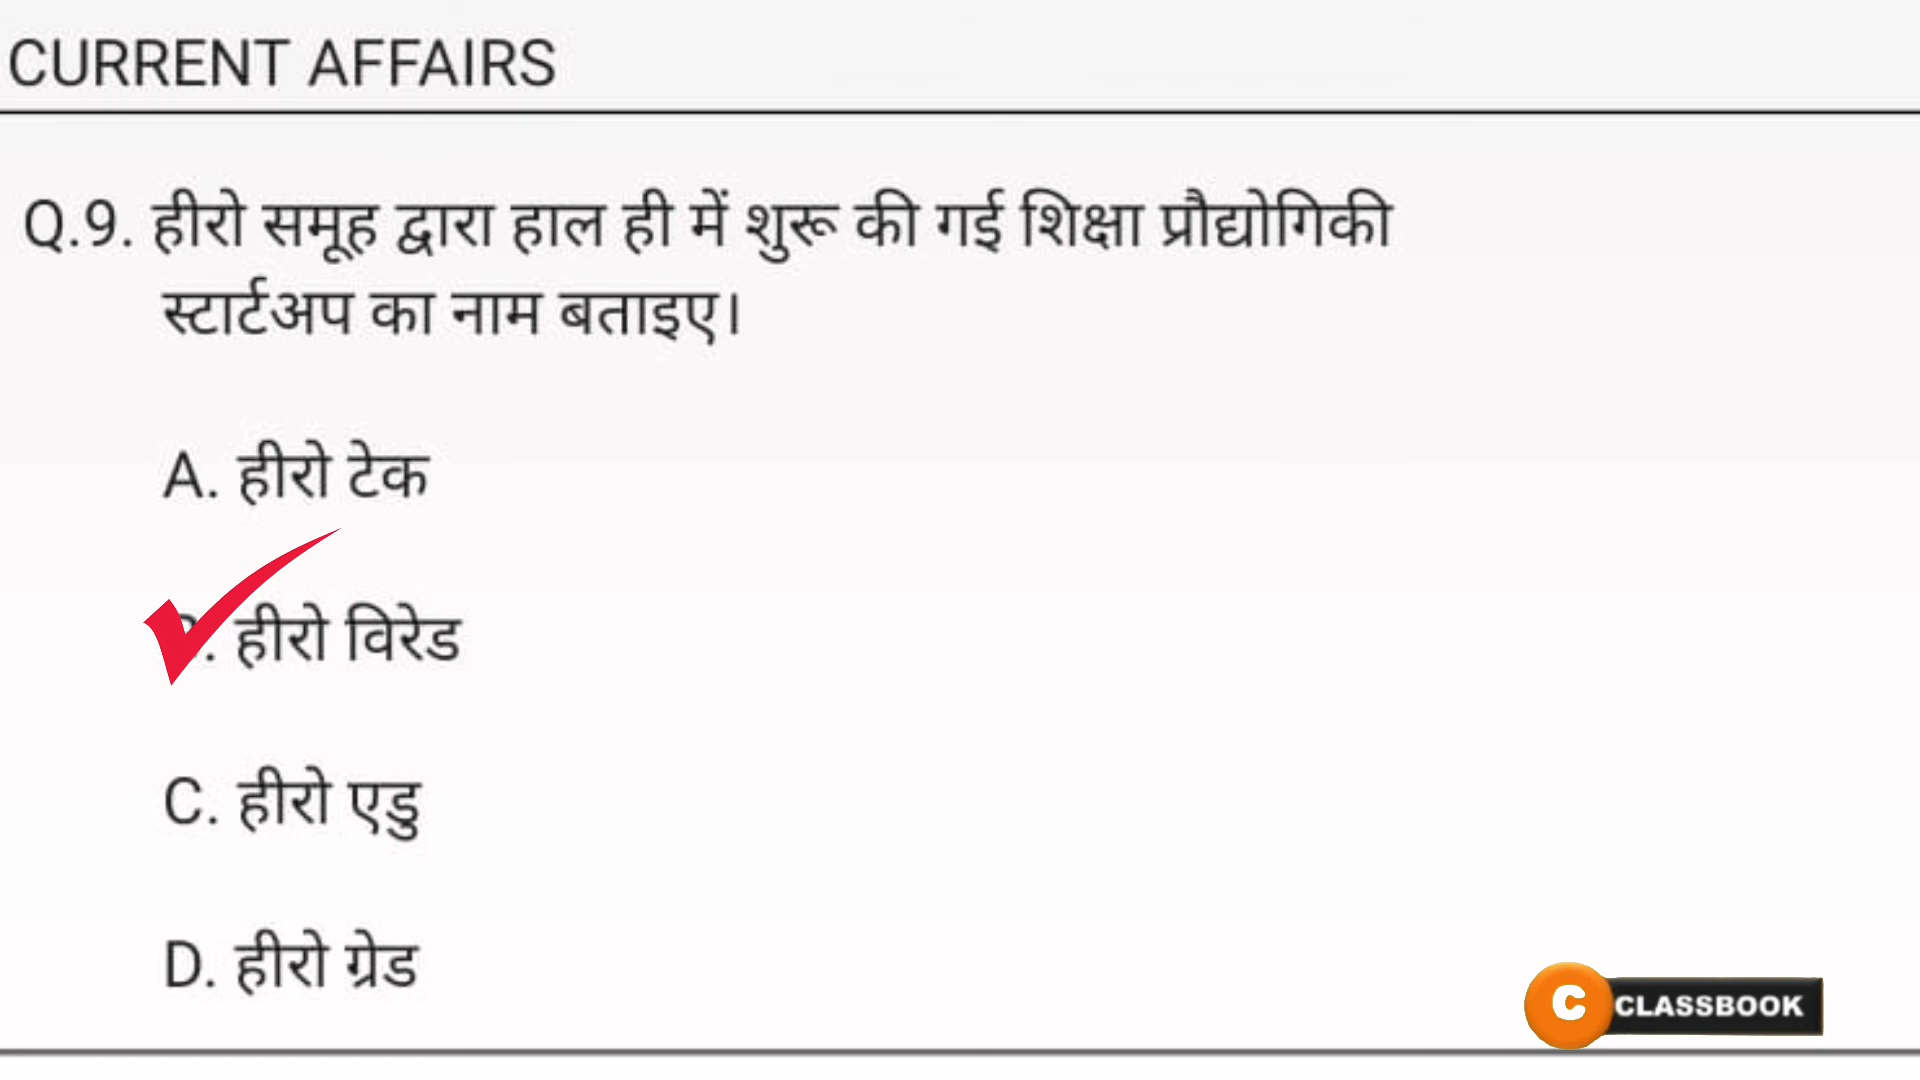 CURRENT AFFAIRS
Q.9. हीरो समूह द्वारा हाल ही में शुरू की गई शिक्षा प्रौद्योगिकी
स्टार्टअप का नाम बताइए।
A. हीरो टेक
B. हीरो विरेड
C. हीरो एडु
D. हीरो ग्रेड
C CLASSBOOK